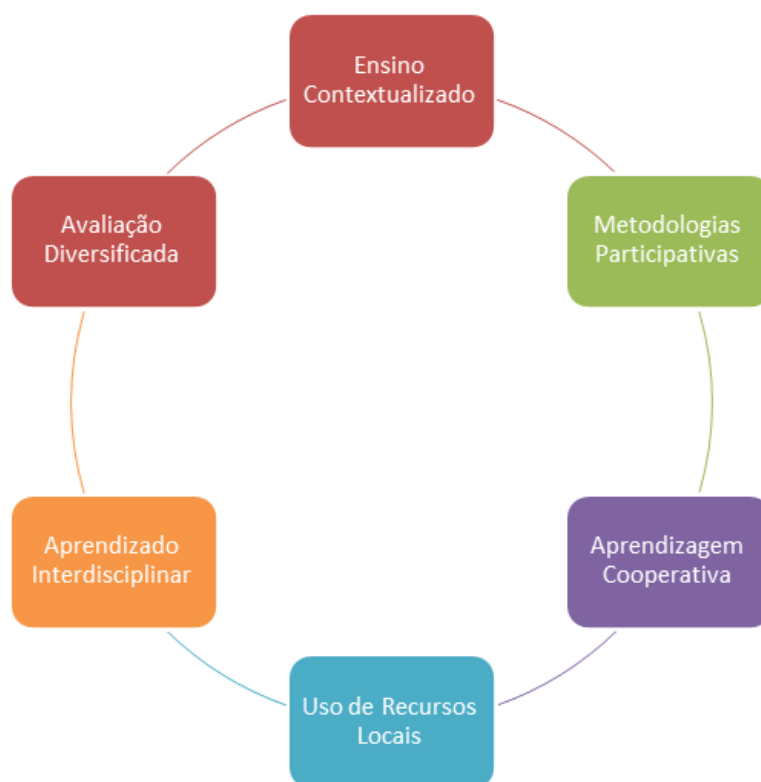 Ensino
Contextualizado
Metodologias
Participativas
Aprendizagem
Cooperativa
Uso de Recursos
Locais
Aprendizado
Interdisciplinar
Avaliação
Diversificada